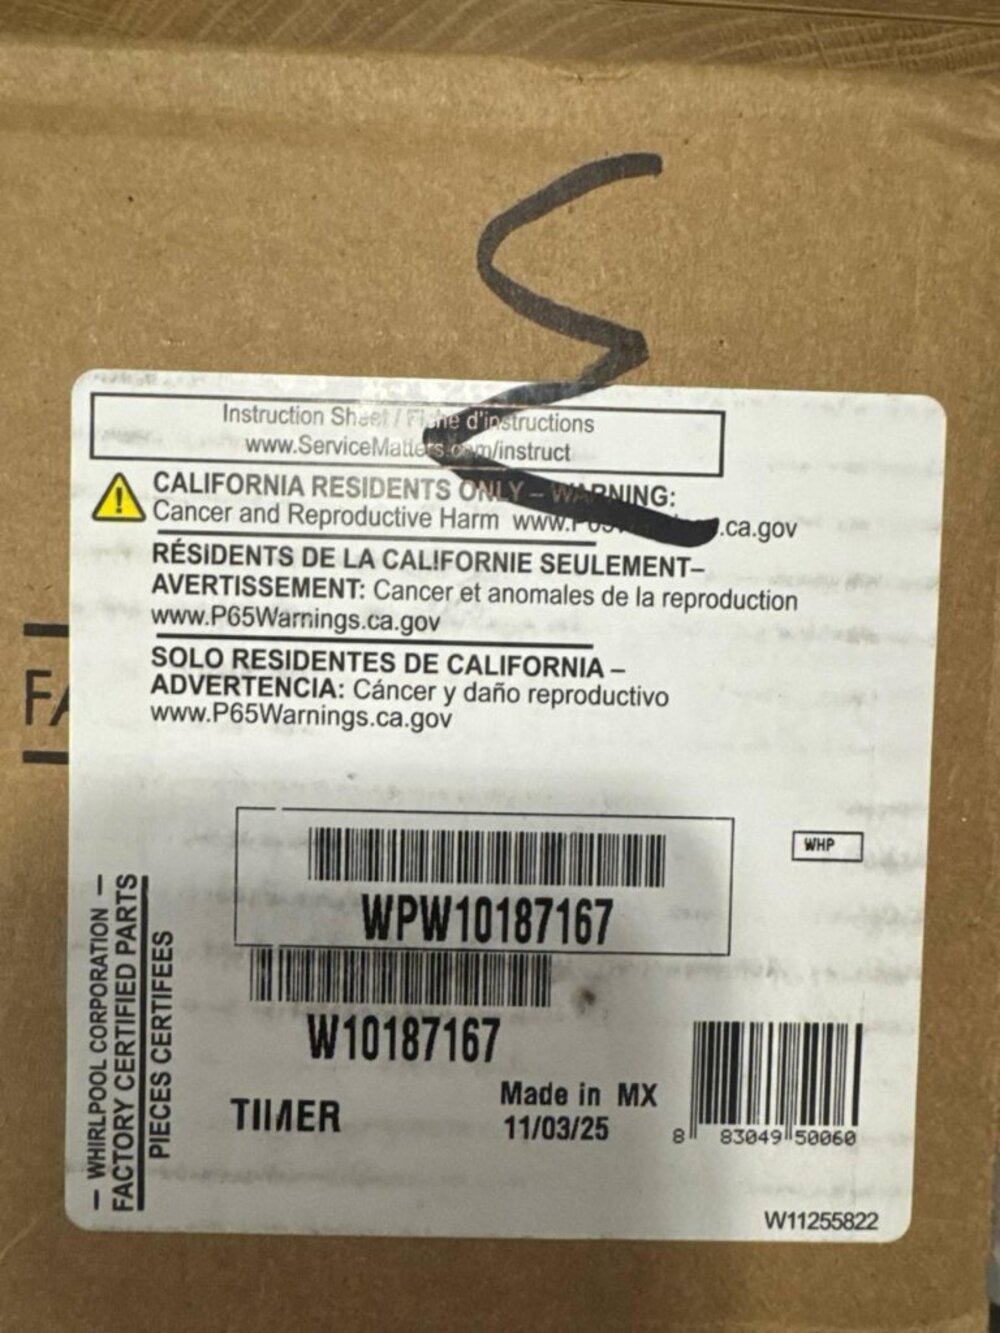 Instruction Sheet / Fiche d'instructions
www.ServiceMatters.com/instruct
CALIFORNIA RESIDENTS ONLY – WARNING:
Cancer and Reproductive Harm www.P65 .ca.gov
RÉSIDENTS DE LA CALIFORNIE SEULEMENT–
AVERTISSEMENT: Cancer et anomales de la reproduction
www.P65Warnings.ca.gov
SOLO RESIDENTES DE CALIFORNIA –
ADVERTENCIA: Cáncer y daño reproductivo
www.P65Warnings.ca.gov
FA
WHP
WPW10187167
W10187167
TIMER
Made in MX
11/03/25
8 83049 50060
W11255822
– WHIRLPOOL CORPORATION –
FACTORY CERTIFIED PARTS
PIECES CERTIFEES